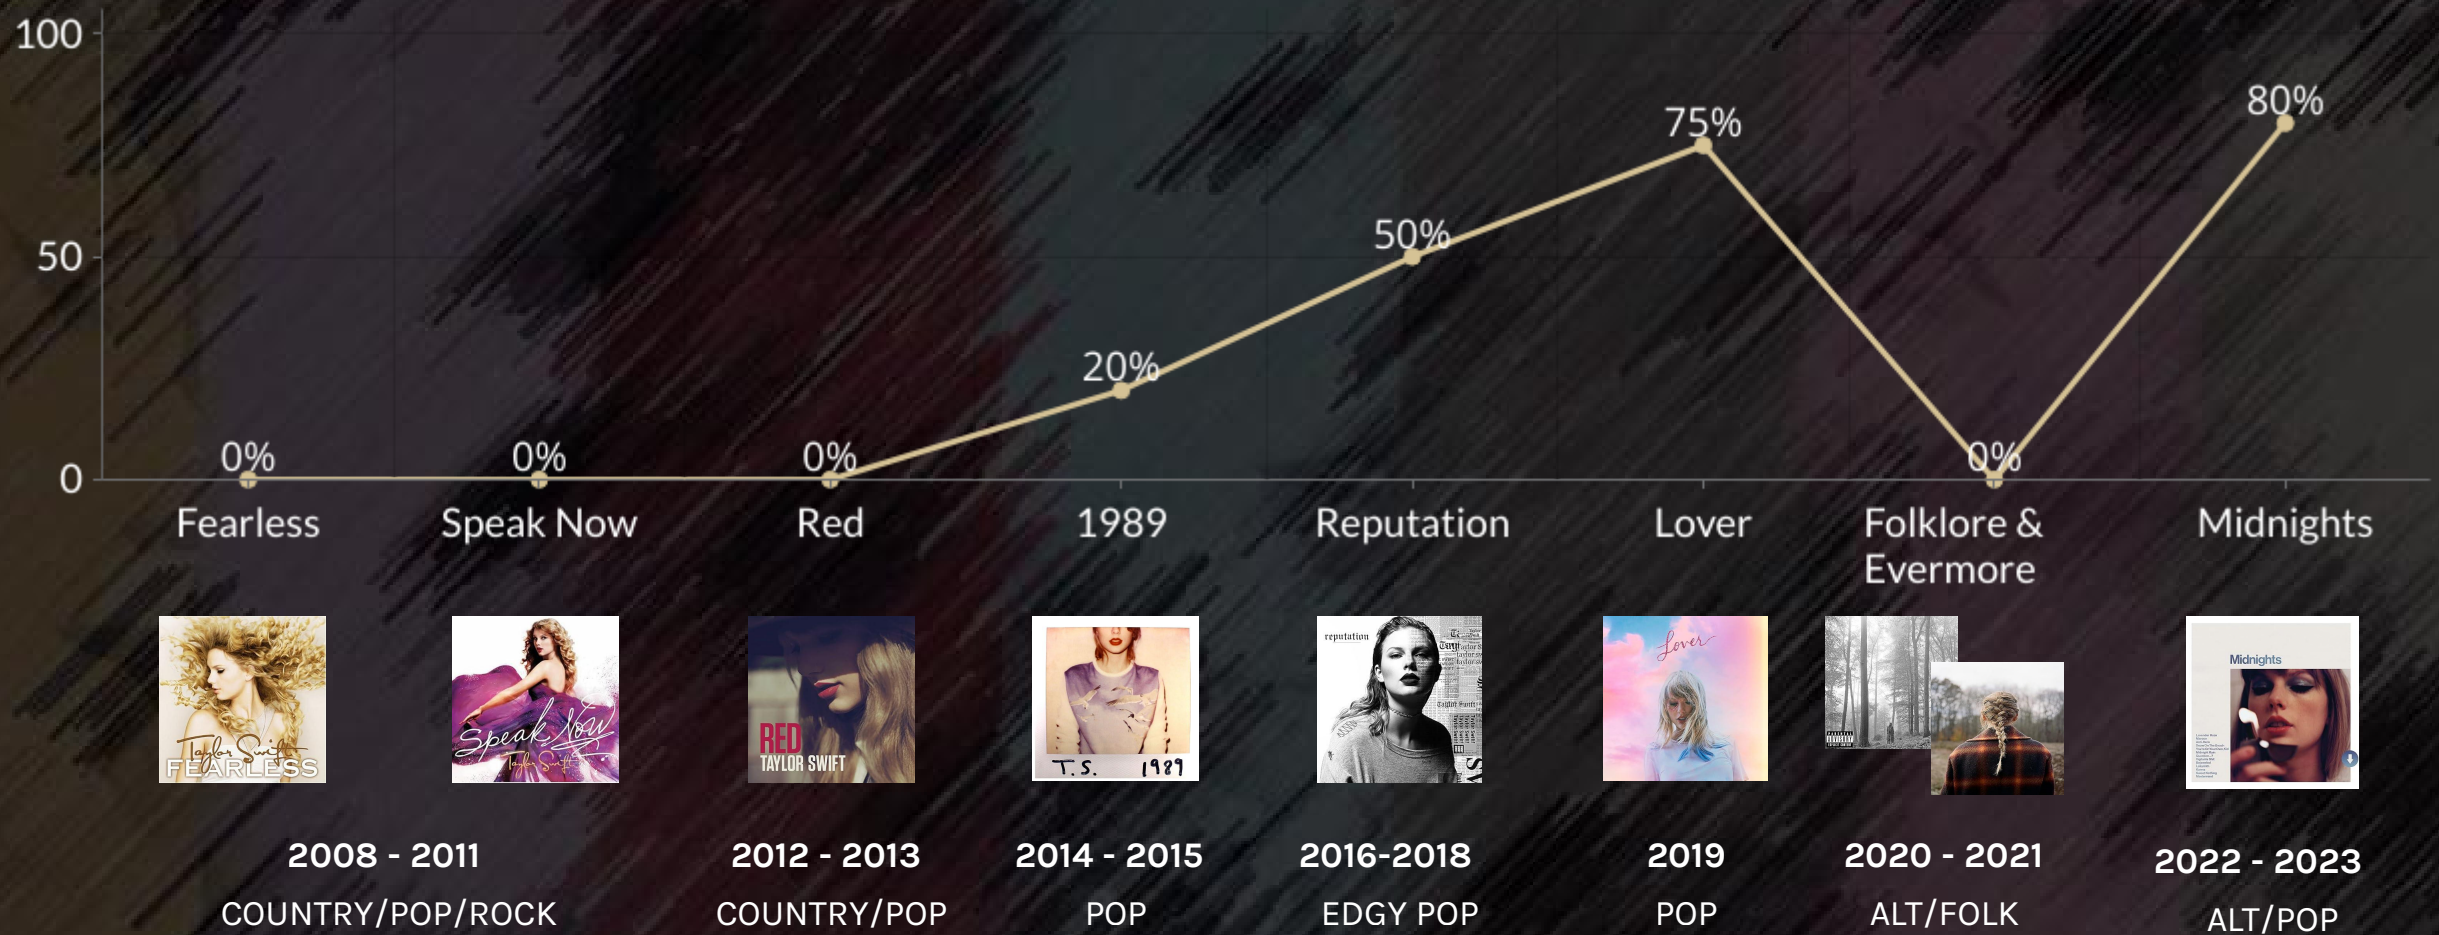 100
50
0
0%
0%
0%
20%
50%
75%
0%
80%
Fearless
Speak Now
Red
1989
Reputation
Lover
Folklore &
Evermore
Midnights
Taylor Swift
FEARLESS
Speak Now
Taylor Swift
RED
TAYLOR SWIFT
T.S. 1989
reputation
Lover
Midnights
2008 - 2011
2012 - 2013
2014 - 2015
2016-2018
2019
2020 - 2021
2022 - 2023
COUNTRY/POP/ROCK
COUNTRY/POP
POP
EDGY POP
POP
ALT/FOLK
ALT/POP